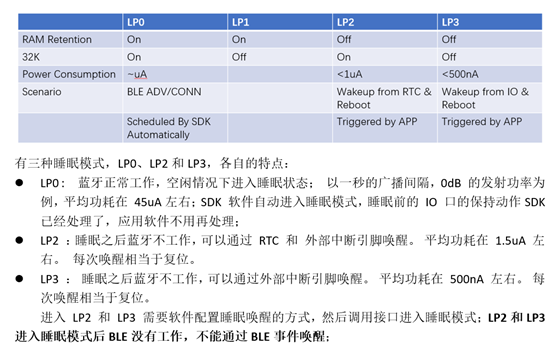 LP0 LP1 LP2 LP3
RAM Retention On On Off Off
32K On Off On Off
Power Consumption ~uA <1uA <500nA
Scenario BLE ADV/CONN Wakeup from RTC & Wakeup from IO &
Reboot Reboot
Scheduled By SDK Triggered by APP Triggered by APP
Automatically
有三种睡眠模式，LP0、LP2 和 LP3，各自的特点：
● LP0： 蓝牙正常工作，空闲情况下进入睡眠状态； 以一秒的广播间隔，0dB 的发射功率为
例，平均功耗在 45uA 左右；SDK 软件自动进入睡眠模式，睡眠前的 IO 口的保持动作 SDK
已经处理了，应用软件不用再处理；
● LP2 ：睡眠之后蓝牙不工作，可以通过 RTC 和 外部中断引脚唤醒。 平均功耗在 1.5uA 左
右。 每次唤醒相当于复位。
● LP3 ： 睡眠之后蓝牙不工作，可以通过外部中断引脚唤醒。 平均功耗在 500nA 左右。 每
次唤醒相当于复位。
进入 LP2 和 LP3 需要软件配置睡眠唤醒的方式，然后调用接口进入睡眠模式；LP2 和 LP3
进入睡眠模式后 BLE 没有工作，不能通过 BLE 事件唤醒；